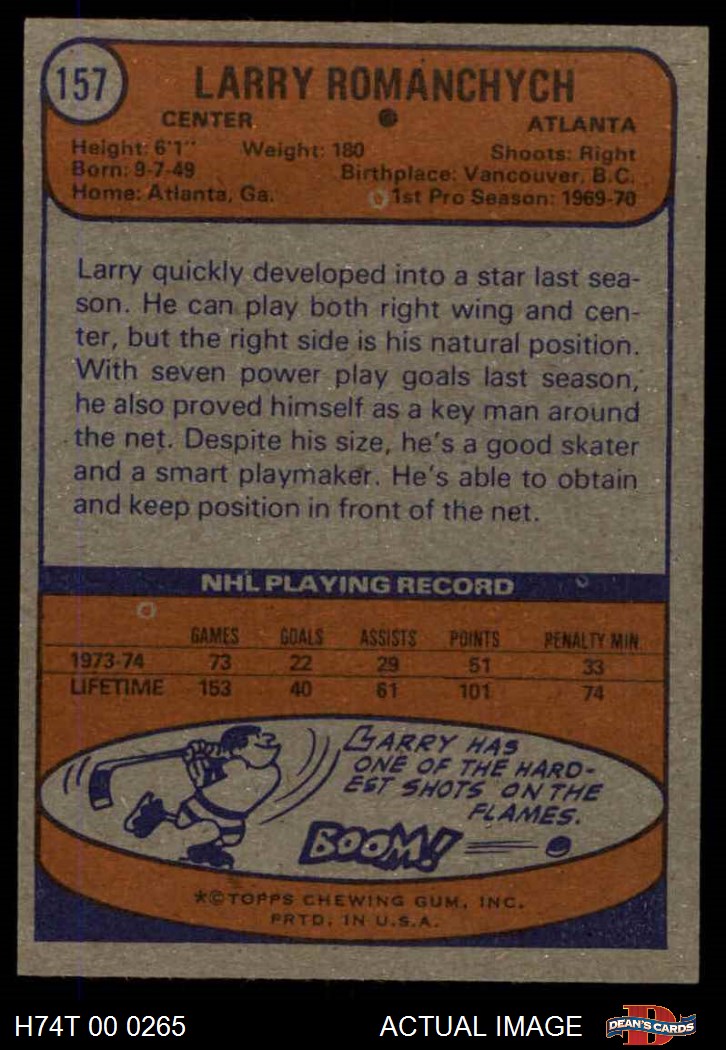 157
LARRY ROMANCHYCH
CENTER
ATLANTA
Height: 6'1" Weight: 180 Shoots: Right
Born: 9-7-49 Birthplace: Vancouver, B.C.
Home: Atlanta, Ga. 1st Pro Season: 1969-70
Larry quickly developed into a star last sea-
son. He can play both right wing and cen-
ter, but the right side is his natural position.
With seven power play goals last season,
he also proved himself as a key man around
the net. Despite his size, he's a good skater
and a smart playmaker. He's able to obtain
and keep position in front of the net.
NHL PLAYING RECORD
GAMES GOALS ASSISTS POINTS PENALTY MIN.
1973-74 73 22 29 51 33
LIFETIME 153 40 61 101 74
LARRY HAS
ONE OF THE HARD-
EST SHOTS ON THE
FLAMES.
BOOM!
*©TOPPS CHEWING GUM, INC.
PRTD. IN U.S.A.
H74T 00 0265 ACTUAL IMAGE
D
DEAN'S CARDS